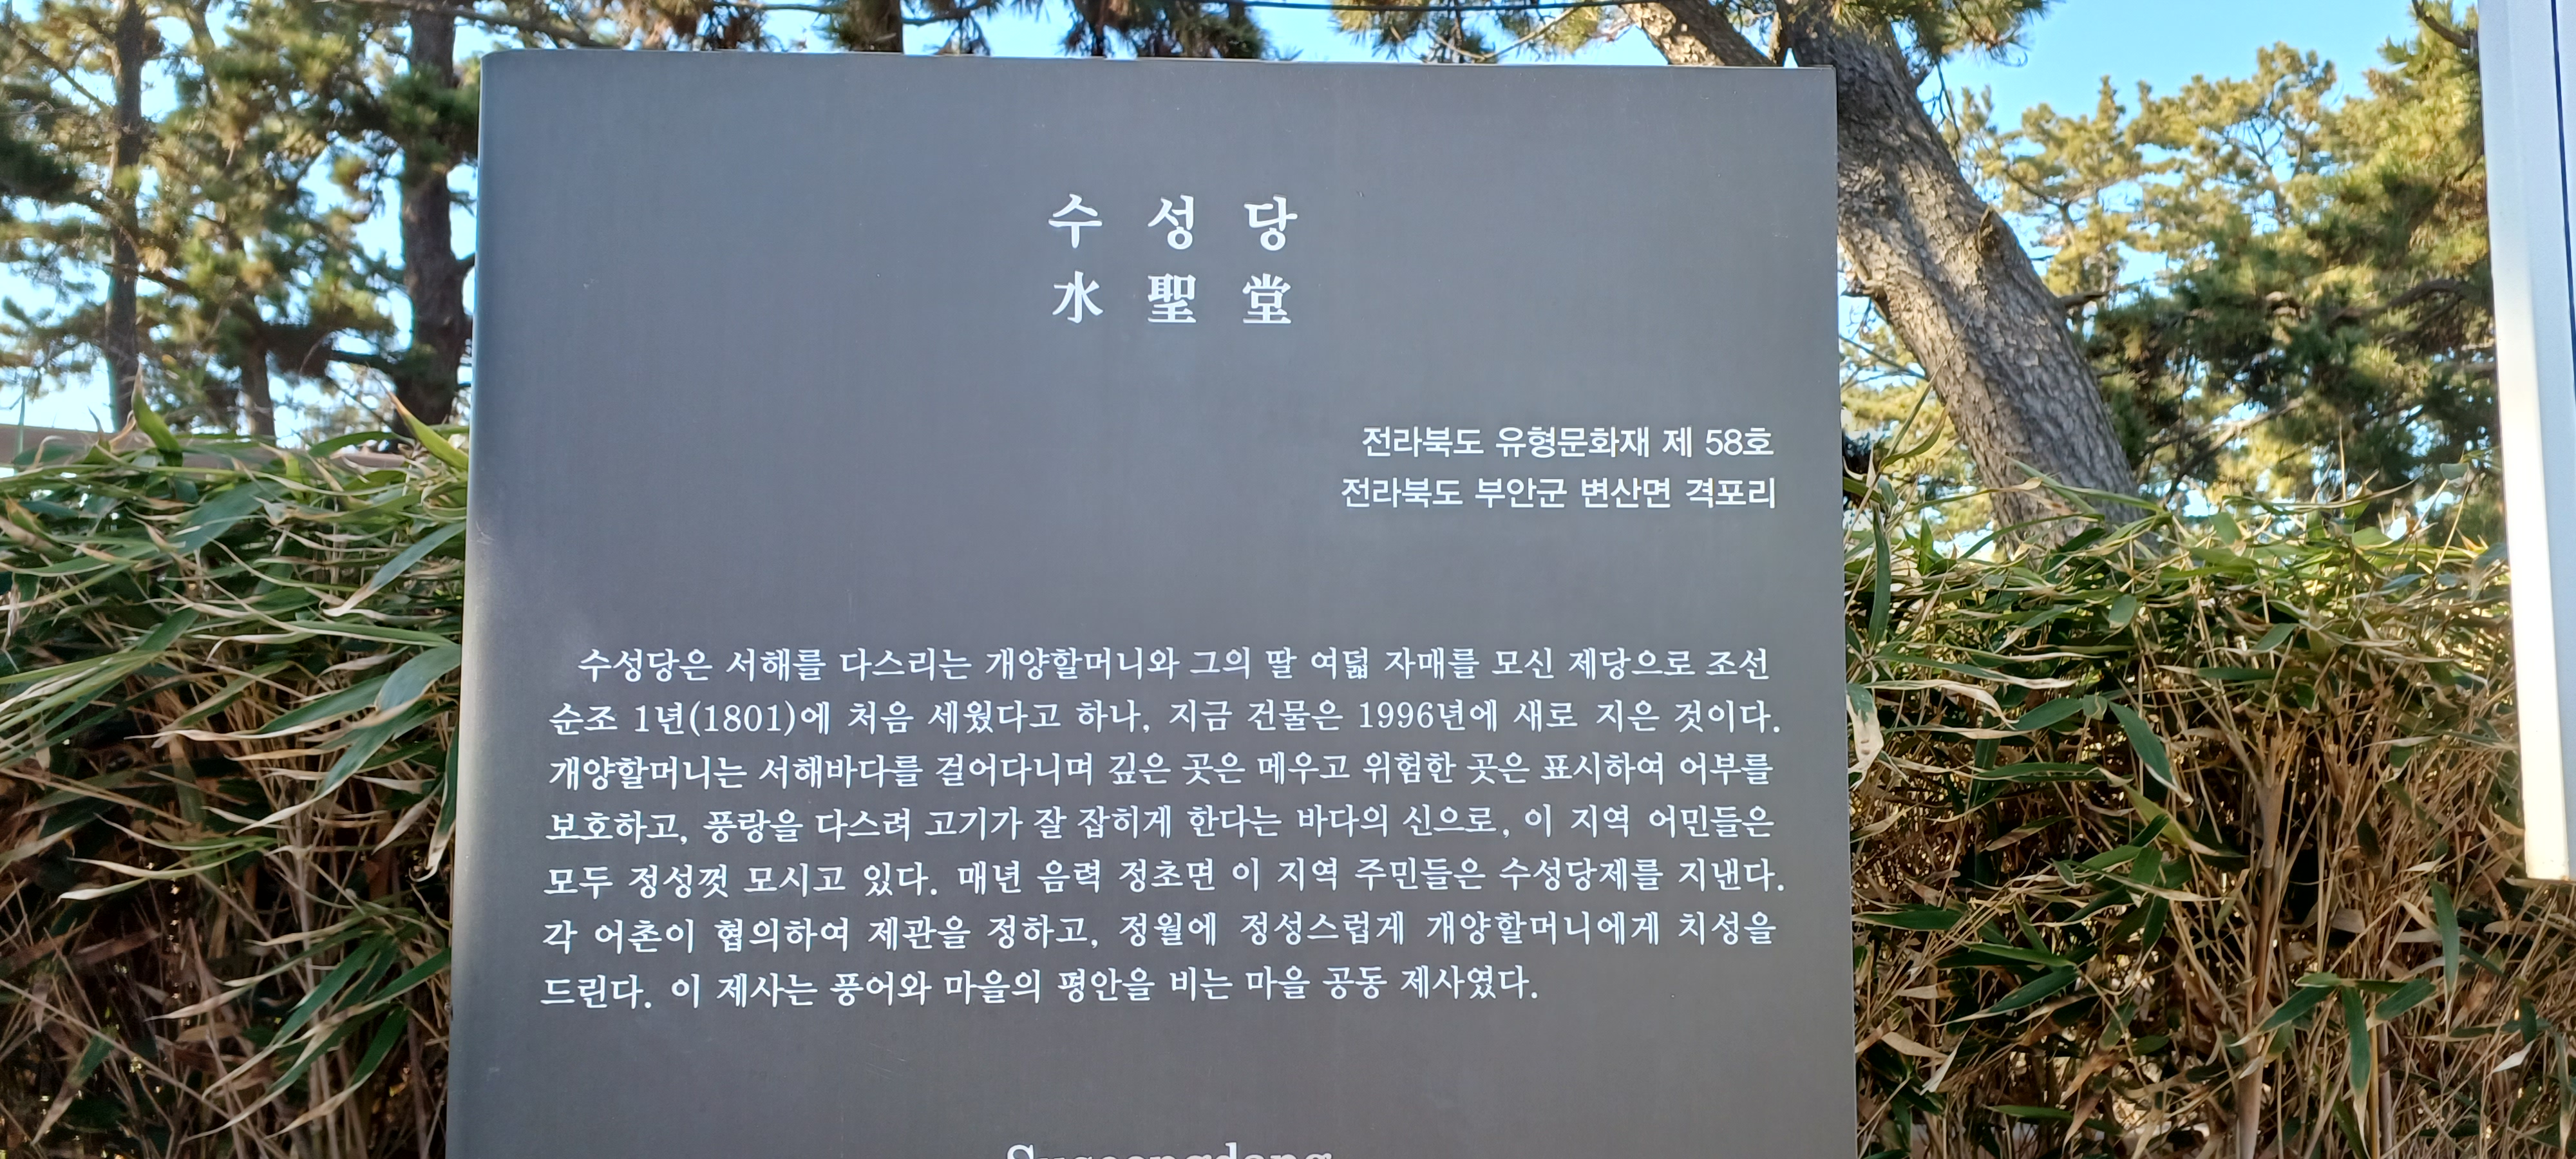 수 성 당
水 聖 堂
전라북도 유형문화재 제 58호
전라북도 부안군 변산면 격포리
수성당은 서해를 다스리는 개양할머니와 그의 딸 여덟 자매를 모신 제당으로 조선
순조 1년(1801)에 처음 세웠다고 하나, 지금 건물은 1996년에 새로 지은 것이다.
개양할머니는 서해바다를 걸어다니며 깊은 곳은 메우고 위험한 곳은 표시하여 어부를
보호하고, 풍랑을 다스려 고기가 잘 잡히게 한다는 바다의 신으로, 이 지역 어민들은
모두 정성껏 모시고 있다. 매년 음력 정초면 이 지역 주민들은 수성당제를 지낸다.
각 어촌이 협의하여 제관을 정하고, 정월에 정성스럽게 개양할머니에게 치성을
드린다. 이 제사는 풍어와 마을의 평안을 비는 마을 공동 제사였다.
Suseongdang